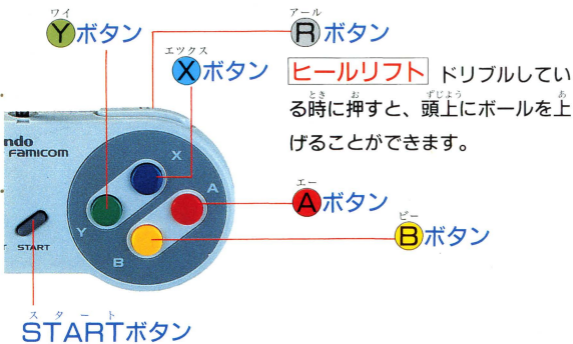 ワイ
Yボタン
アール
Rボタン
エックス
Xボタン
ヒールリフト ドリブルしてい
とき お ずじょう あ
る時に押すと、頭上にボールを上
げることができます。
ndo
FAMICOM
X
A
Y
B
START
エー
Aボタン
ビー
Bボタン
スタート
STARTボタン